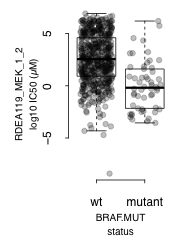 RDEA119_MEK_1_2
log10 IC50 (µM)
5
0
−5
wt mutant
BRAF.MUT
status